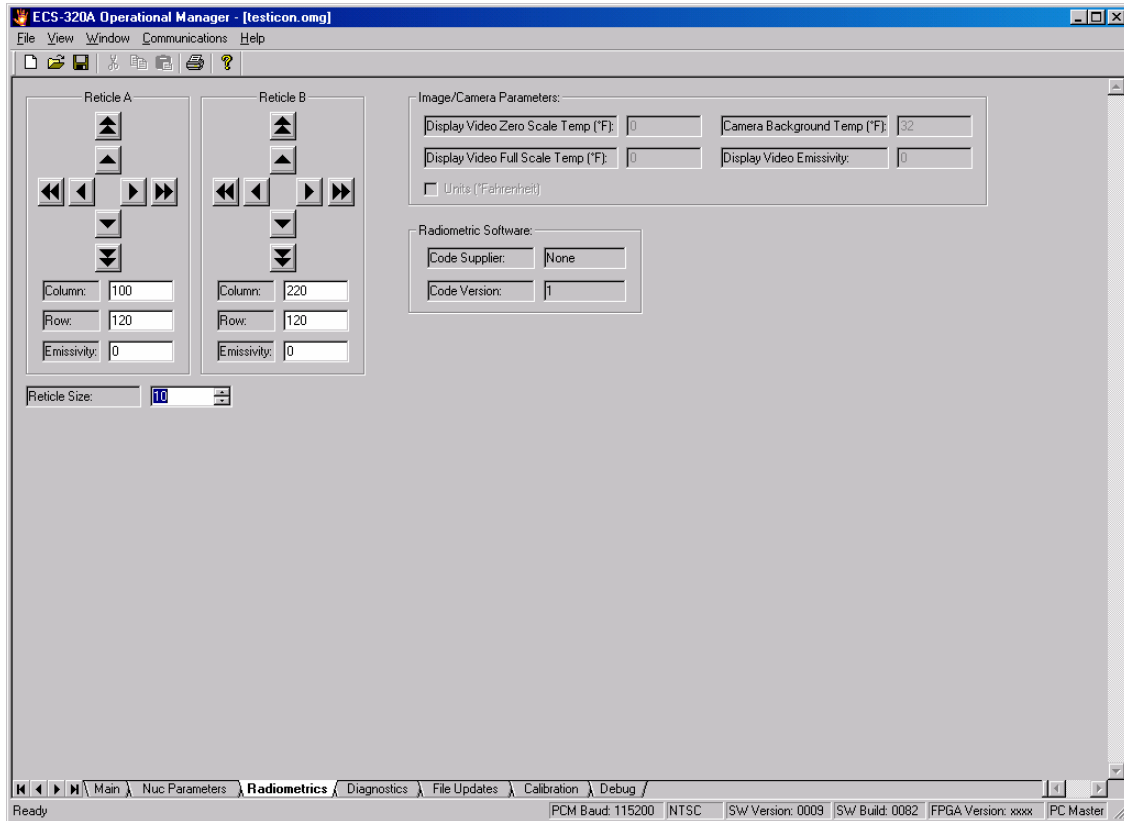 ECS-320A Operational Manager - [testicon.omg]
File View Window Communications Help
Reticle A
Column: 100
Row: 120
Emissivity: 0
Reticle B
Column: 220
Row: 120
Emissivity: 0
Reticle Size: 10
Image/Camera Parameters:
Display Video Zero Scale Temp (°F): 0
Camera Background Temp (°F): 32
Display Video Full Scale Temp (°F): 0
Display Video Emissivity: 0
Units (°Fahrenheit)
Radiometric Software:
Code Supplier: None
Code Version: 1
Main Nuc Parameters Radiometrics Diagnostics File Updates Calibration Debug
Ready PCM Baud: 115200 NTSC SW Version: 0009 SW Build: 0082 FPGA Version: xxxx PC Master